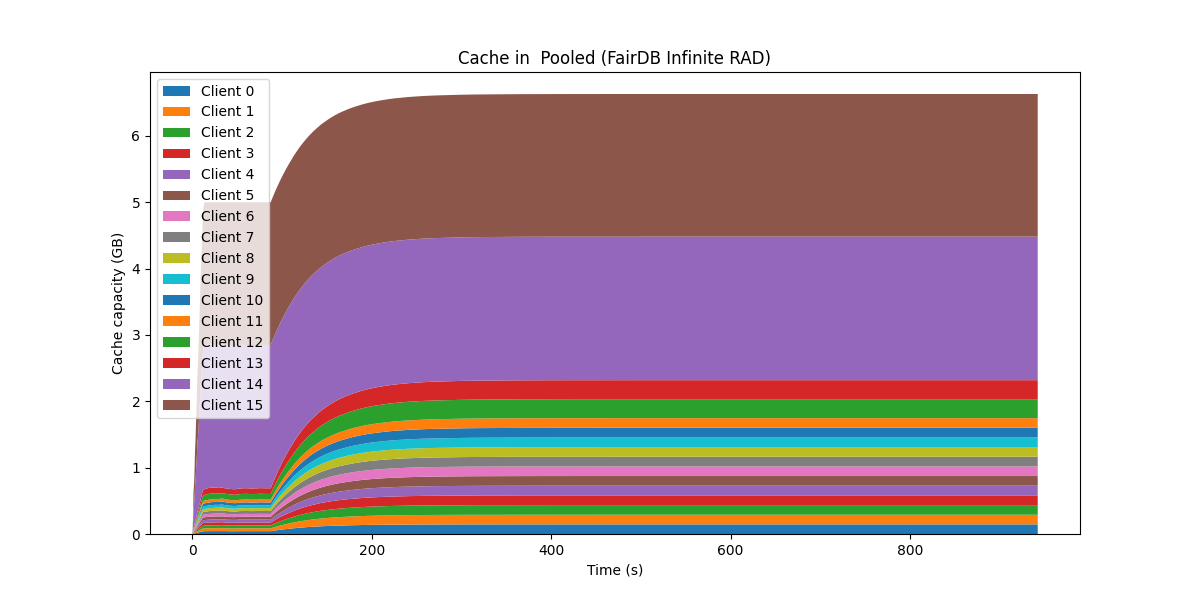 Cache in  Pooled (FairDB Infinite RAD)
Client 0
Client 1
Client 2
Client 3
Client 4
Client 5
Client 6
Client 7
Client 8
Client 9
Client 10
Client 11
Client 12
Client 13
Client 14
Client 15
Cache capacity (GB)
6
5
4
3
2
1
0
0 200 400 600 800
Time (s)